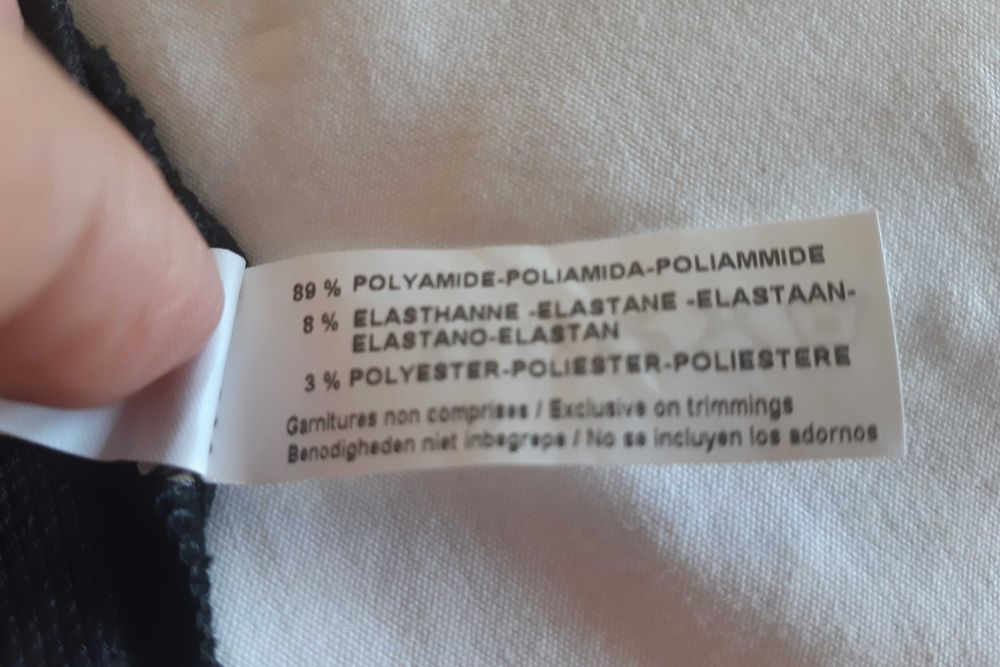 89 % POLYAMIDE-POLIAMIDA-POLIAMMIDE
8 % ELASTHANNE -ELASTANE -ELASTAAN-
ELASTANO-ELASTAN
3 % POLYESTER-POLIESTER-POLIESTERE
Garnitures non comprises / Exclusive on trimmings
Benodigheden niet inbegrepe / No se incluyen los adornos